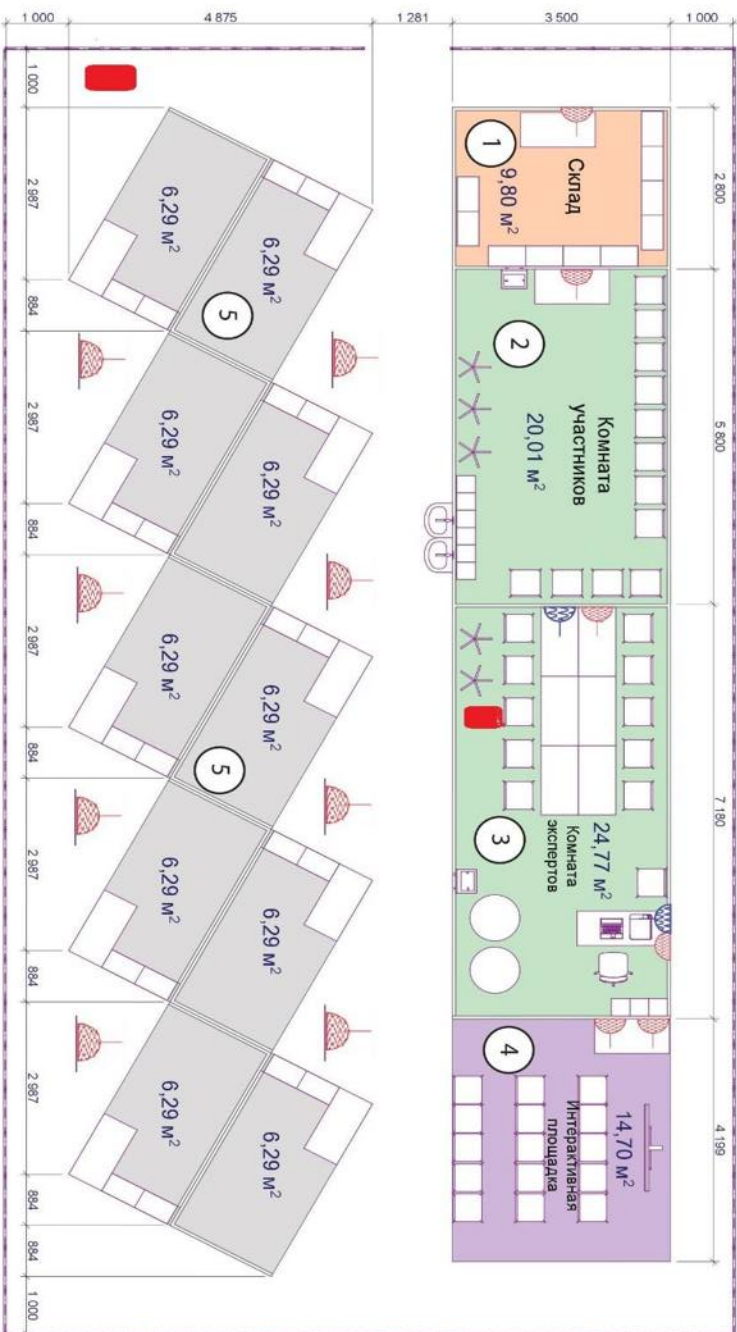 1 000
4 875
1 281
3 500
1 000
1 000
2 987
884
2 987
884
2 987
884
2 987
884
2 987
884
884
1 000
2 800
5 800
7 180
4 199
1
Склад
9,80 м²
2
Комната
участников
20,01 м²
3
Комната
экспертов
24,77 м²
4
Интерактивная
площадка
14,70 м²
6,29 м²
6,29 м²
5
6,29 м²
6,29 м²
6,29 м²
6,29 м²
5
6,29 м²
6,29 м²
6,29 м²
6,29 м²